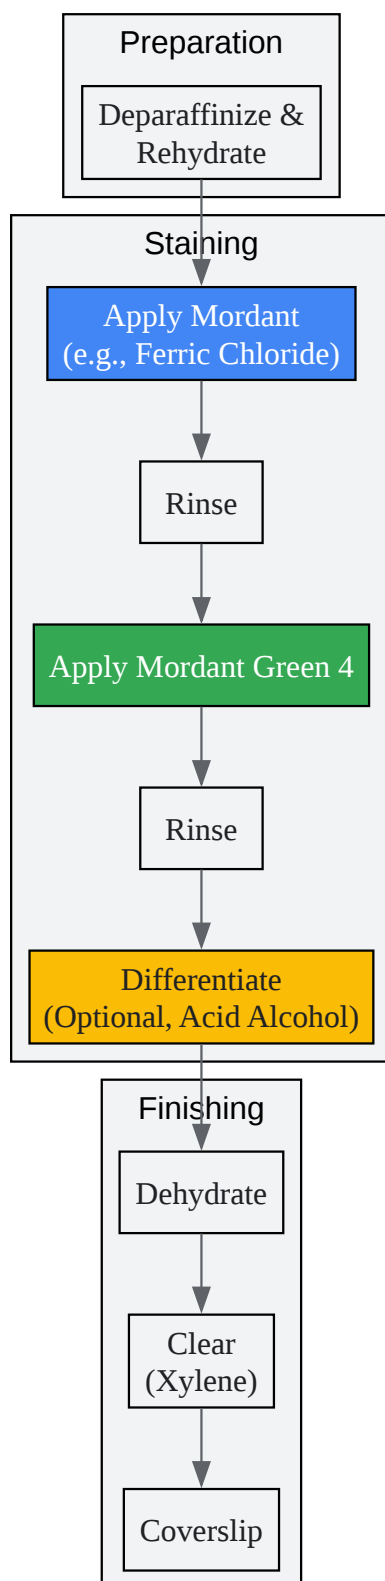 Preparation
Deparaffinize &
Rehydrate
Staining
Apply Mordant
(e.g., Ferric Chloride)
Rinse
Apply Mordant Green 4
Rinse
Differentiate
(Optional, Acid Alcohol)
Finishing
Dehydrate
Clear
(Xylene)
Coverslip